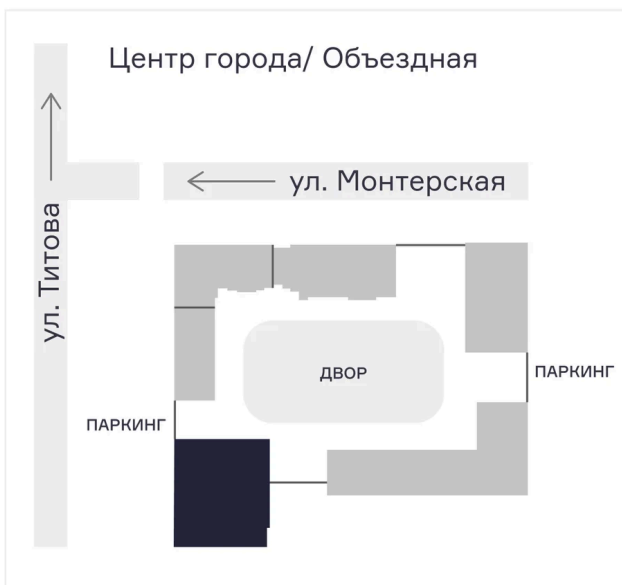 Центр города/ Объездная
ул. Монтерская
ул. Титова
ДВОР
ПАРКИНГ
ПАРКИНГ